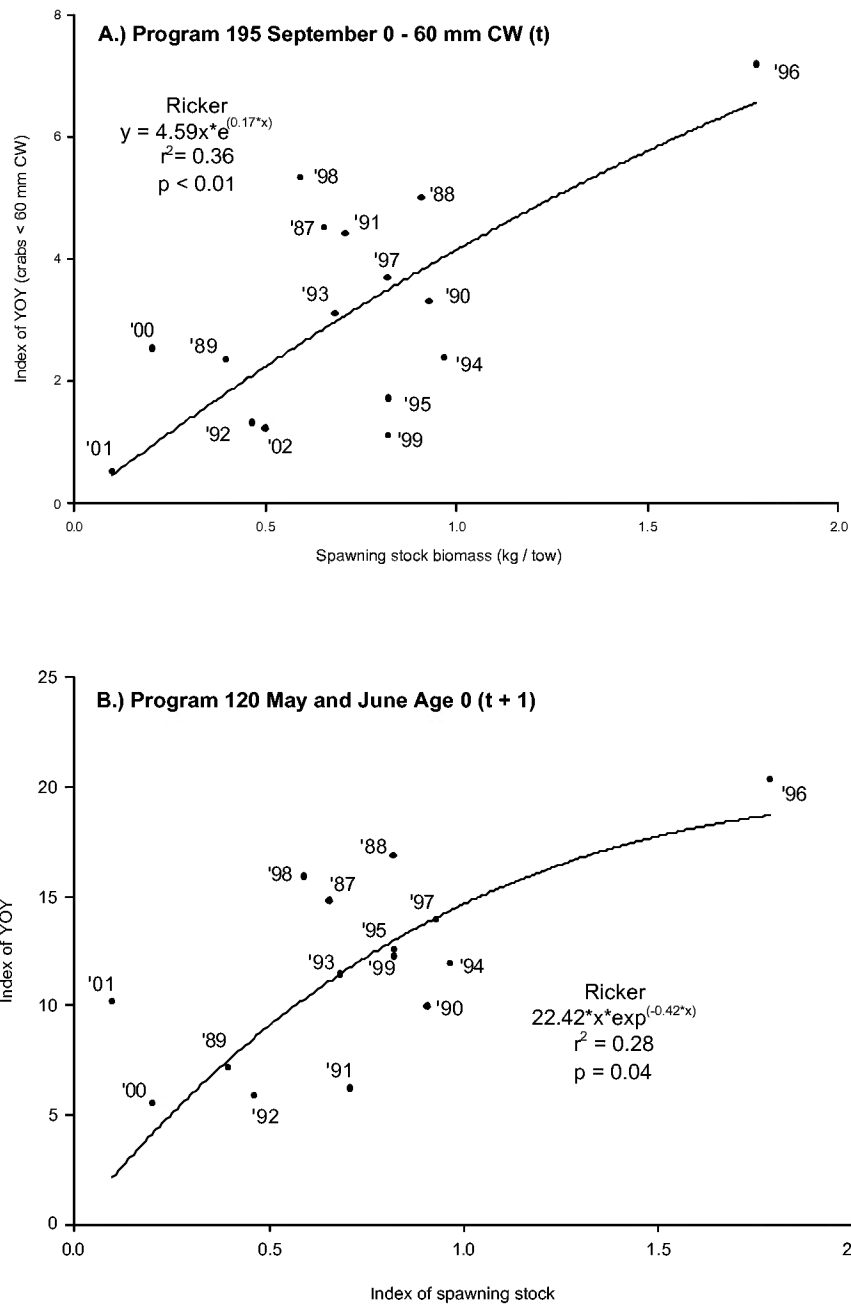 A.) Program 195 September 0 - 60 mm CW (t)
8
6
4
2
0
Index of YOY (crabs < 60 mm CW)
Ricker
y = 4.59x*e^(0.17*x)
r²= 0.36
p < 0.01
'96
'98
'88
'87
'91
'97
'93
'90
'00
'89
'94
'95
'92
'02
'99
'01
0.0 0.5 1.0 1.5 2.0
Spawning stock biomass (kg / tow)
B.) Program 120 May and June Age 0 (t + 1)
25
20
15
10
5
0
Index of YOY
'96
'88
'98
'87
'97
'95
'93
'99
'94
'01
'90
'89
'91
'00
'92
Ricker
22.42*x*exp^(-0.42*x)
r² = 0.28
p = 0.04
0.0 0.5 1.0 1.5 2
Index of spawning stock